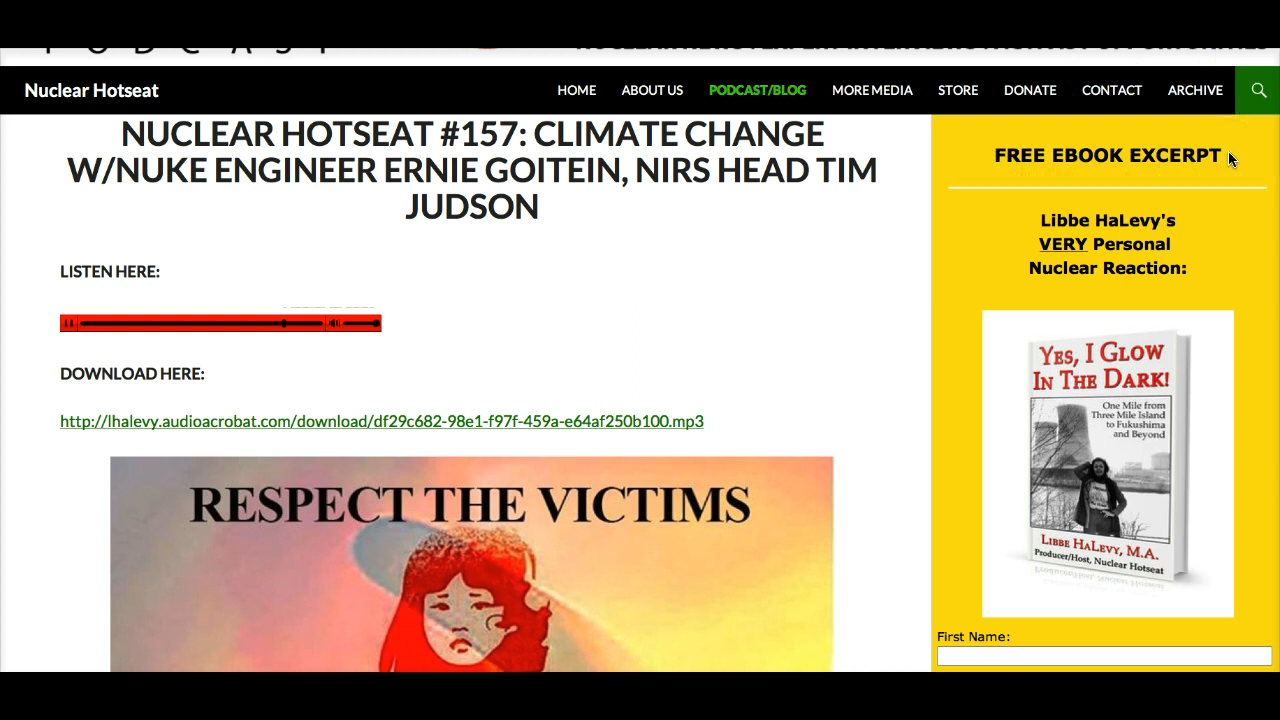 PODCAST
Nuclear Hotseat
HOME ABOUT US PODCAST/BLOG MORE MEDIA STORE DONATE CONTACT ARCHIVE
NUCLEAR HOTSEAT #157: CLIMATE CHANGE
W/NUKE ENGINEER ERNIE GOITEIN, NIRS HEAD TIM
JUDSON
LISTEN HERE:
DOWNLOAD HERE:
http://lhalevy.audioacrobat.com/download/df29c682-98e1-f97f-459a-e64af250b100.mp3
RESPECT THE VICTIMS
FREE EBOOK EXCERPT
Libbe HaLevy's
VERY Personal
Nuclear Reaction:
YES, I GLOW
IN THE DARK!
One Mile from
Three Mile Island
to Fukushima
and Beyond
LIBBE HALEVY, M.A.
Producer/Host, Nuclear Hotseat
First Name: